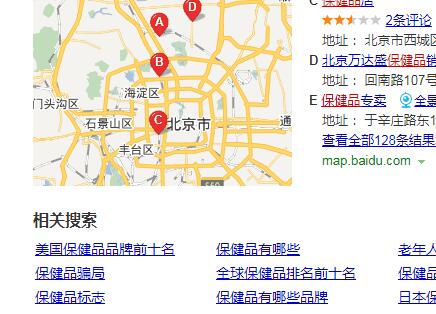 D
A
B
C
海淀区
门头沟区
石景山区
北京市
通
丰台区
C 保健品店
2条评论
地址： 北京市西城区
D 北京万达盛保健品销
地址： 回南路107号
E 保健品专卖 全景
地址： 于辛庄路东1
查看全部128条结果
map.baidu.com
相关搜索
美国保健品品牌前十名 保健品有哪些 老年人
保健品骗局 全球保健品排名前十名 保健品
保健品标志 保健品有哪些品牌 日本保